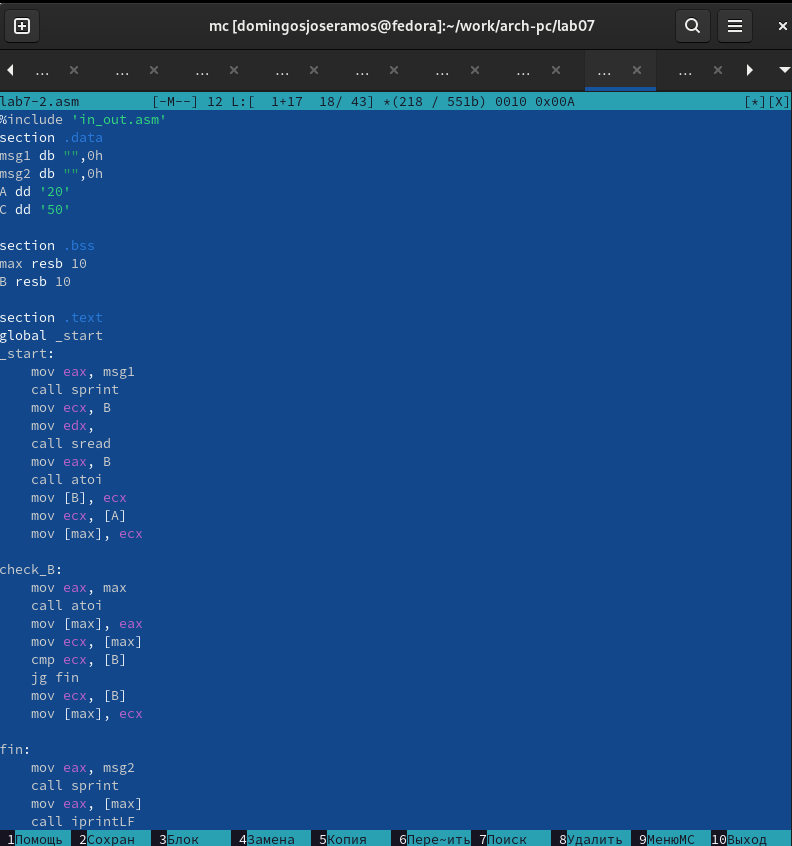 mc [domingosjoseramos@fedora]:~/work/arch-pc/lab07
... × ... × ... × ... × ... × ... × ... × ... × ... ×
lab7-2.asm [-M--] 12 L:[ 1+17 18/ 43] *(218 / 551b) 0010 0x00A [*][X]
%include 'in_out.asm'
section .data
msg1 db "",0h
msg2 db "",0h
A dd '20'
C dd '50'
section .bss
max resb 10
B resb 10
section .text
global _start
_start:
mov eax, msg1
call sprint
mov ecx, B
mov edx,
call sread
mov eax, B
call atoi
mov [B], ecx
mov ecx, [A]
mov [max], ecx
check_B:
mov eax, max
call atoi
mov [max], eax
mov ecx, [max]
cmp ecx, [B]
jg fin
mov ecx, [B]
mov [max], ecx
fin:
mov eax, msg2
call sprint
mov eax, [max]
call iprintLF
1Помощь 2Сохран 3Блок 4Замена 5Копия 6Пере~ить 7Поиск 8Удалить 9МенюMC 10Выход